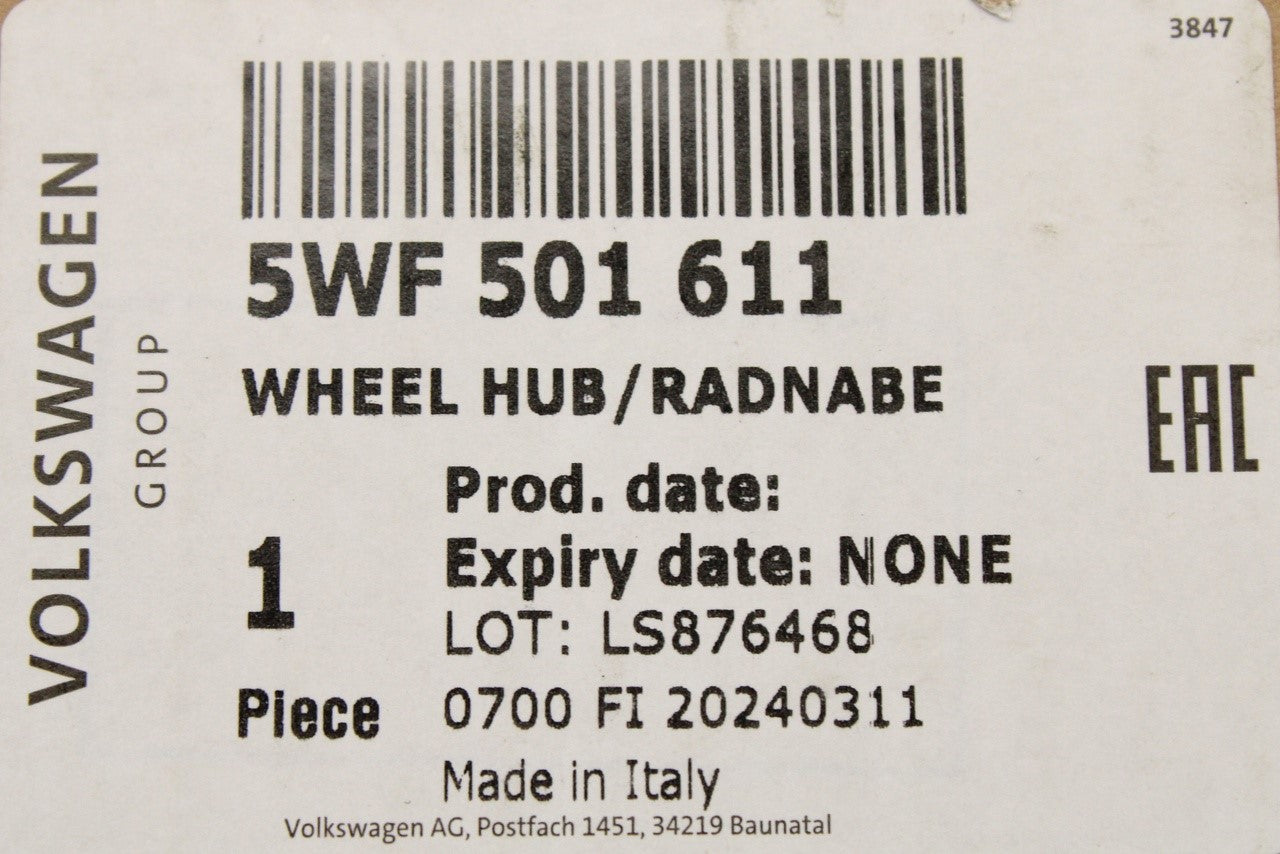 3847
VOLKSWAGEN
GROUP
5WF 501 611
WHEEL HUB/RADNABE
EAC
Prod. date:
1
Expiry date: NONE
LOT: LS876468
Piece
0700 FI 20240311
Made in Italy
Volkswagen AG, Postfach 1451, 34219 Baunatal